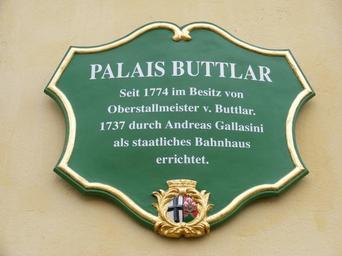 PALAIS BUTTLAR
Seit 1774 im Besitz von
Oberstallmeister v. Buttlar.
1737 durch Andreas Gallasini
als staatliches Bahnhaus
errichtet.